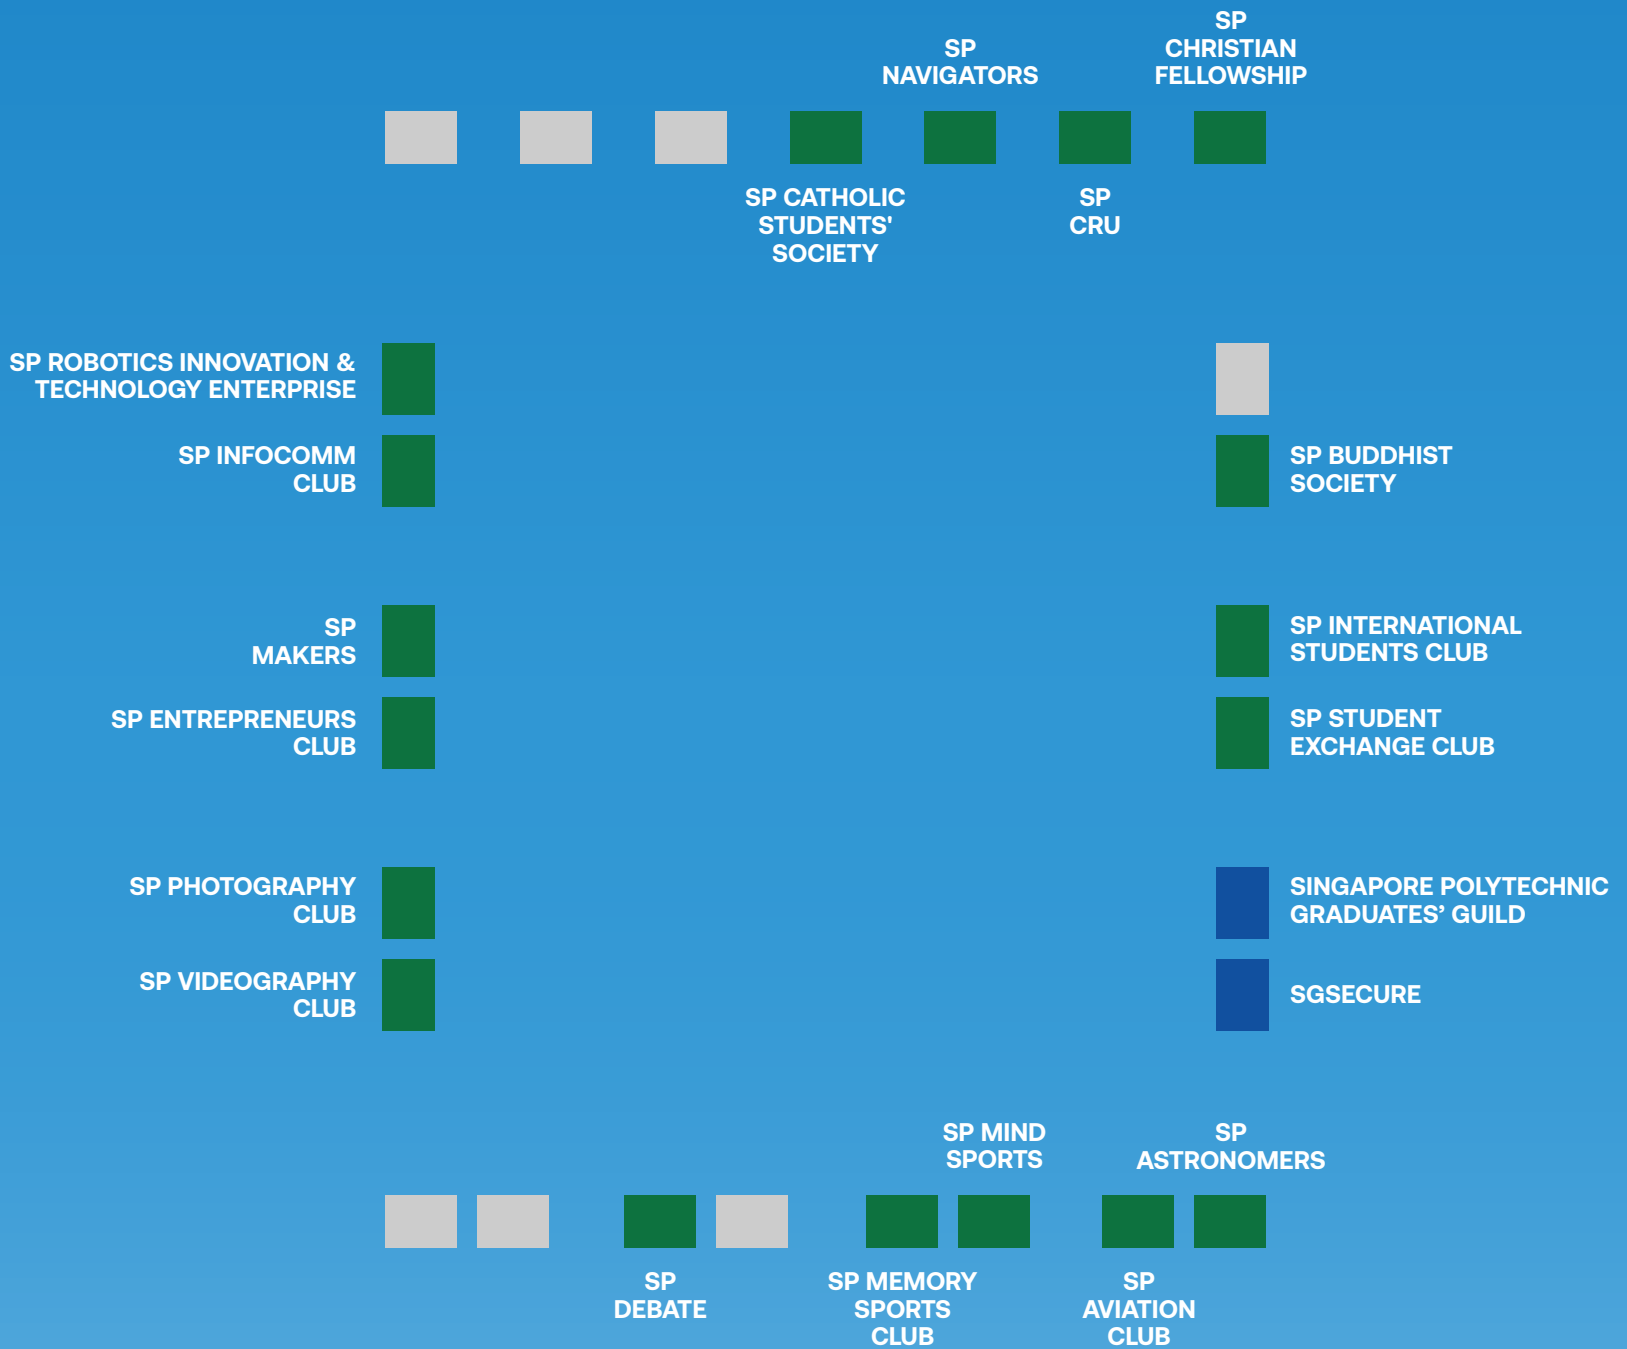 SP
NAVIGATORS
SP
CHRISTIAN
FELLOWSHIP
SP CATHOLIC
STUDENTS'
SOCIETY
SP
CRU
SP ROBOTICS INNOVATION &
TECHNOLOGY ENTERPRISE
SP INFOCOMM
CLUB
SP BUDDHIST
SOCIETY
SP
MAKERS
SP INTERNATIONAL
STUDENTS CLUB
SP ENTREPRENEURS
CLUB
SP STUDENT
EXCHANGE CLUB
SP PHOTOGRAPHY
CLUB
SINGAPORE POLYTECHNIC
GRADUATES’ GUILD
SP VIDEOGRAPHY
CLUB
SGSECURE
SP MIND
SPORTS
SP
ASTRONOMERS
SP
DEBATE
SP MEMORY
SPORTS
CLUB
SP
AVIATION
CLUB